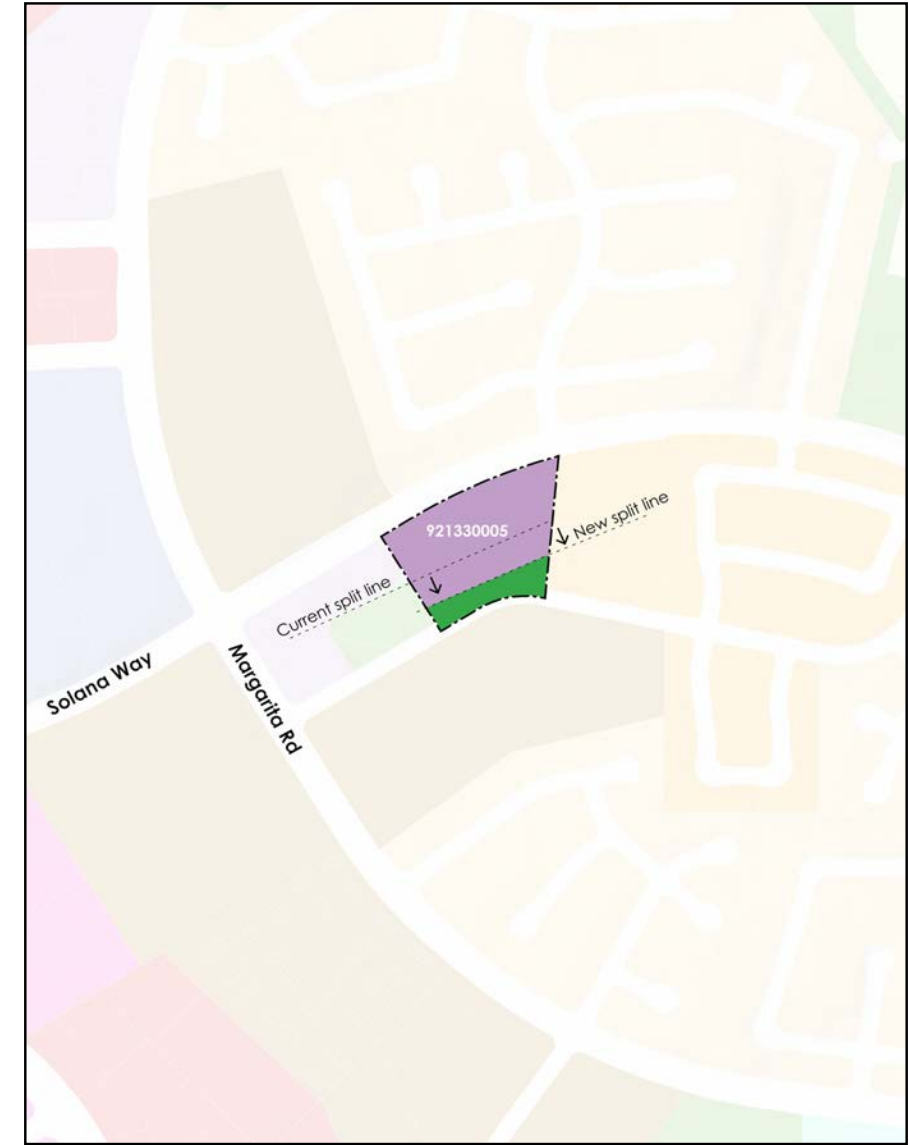 921330005
New split line
Current split line
Solana Way
Margarita Rd